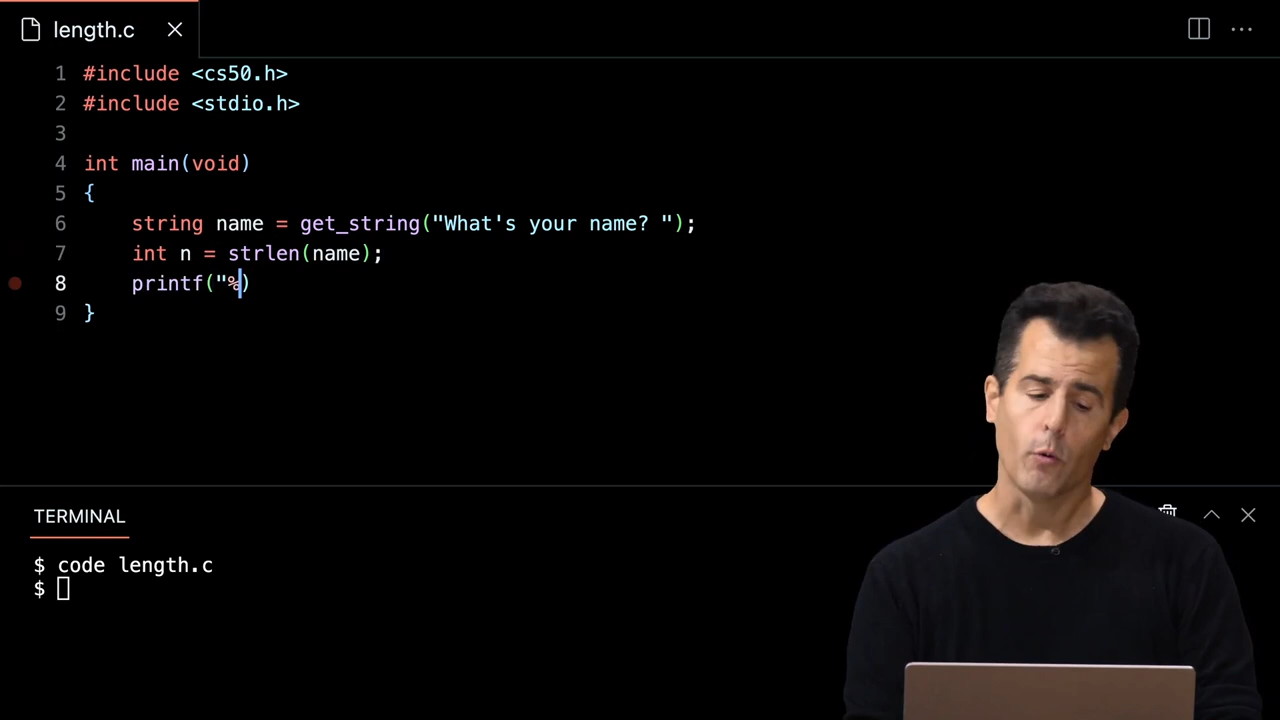 length.c
1 #include <cs50.h>
2 #include <stdio.h>
3
4 int main(void)
5 {
6 string name = get_string("What's your name? ");
7 int n = strlen(name);
8 printf("%)
9 }
TERMINAL
$ code length.c
$